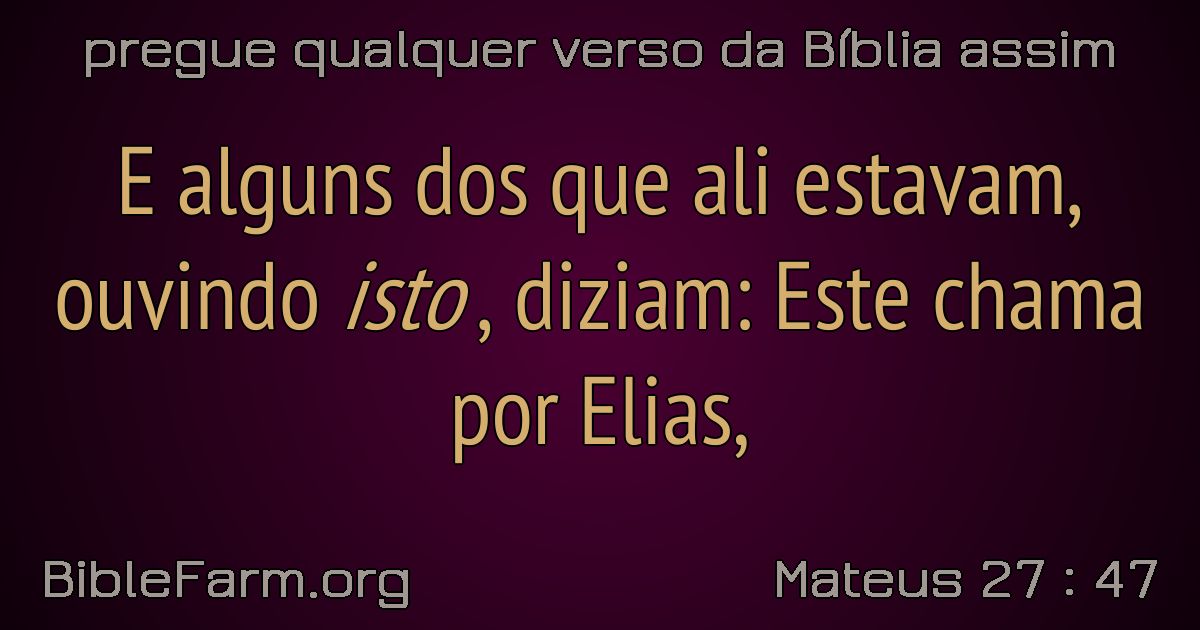 pregue qualquer verso da Bíblia assim
E alguns dos que ali estavam,
ouvindo isto, diziam: Este chama
por Elias,
BibleFarm.org
Mateus 27 : 47